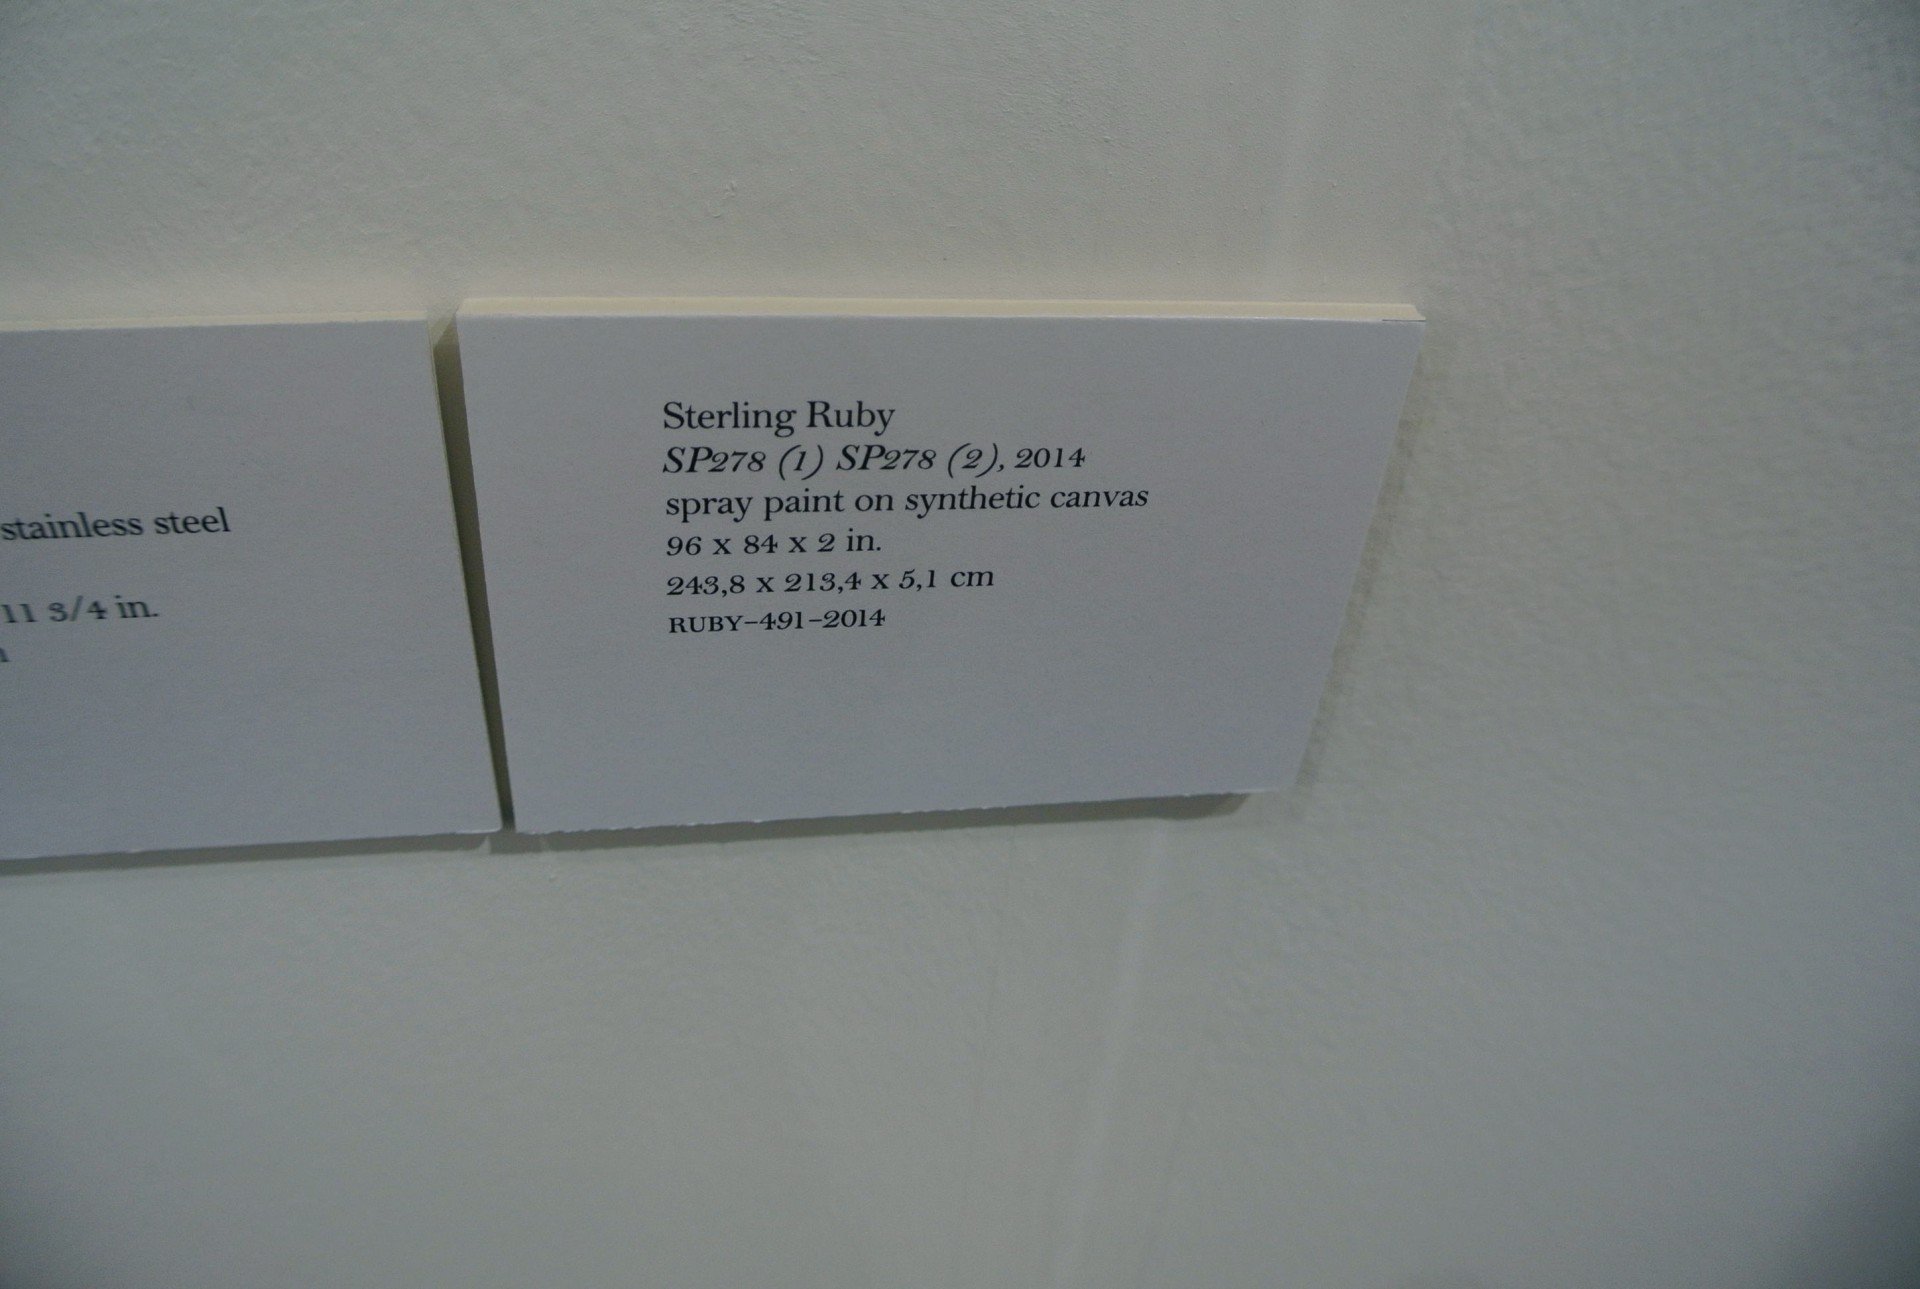 stainless steel
11 3/4 in.
Sterling Ruby
SP278 (1) SP278 (2), 2014
spray paint on synthetic canvas
96 x 84 x 2 in.
243,8 x 213,4 x 5,1 cm
RUBY–491–2014